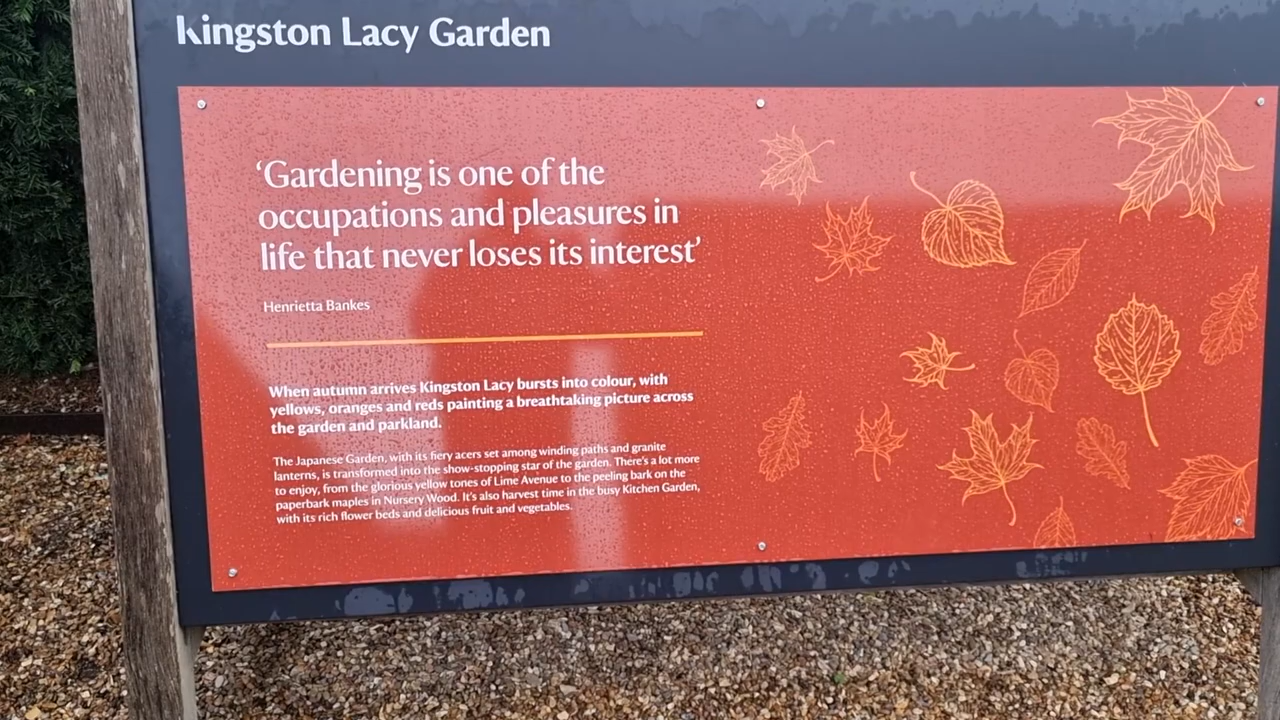 Kingston Lacy Garden
‘Gardening is one of the
occupations and pleasures in
life that never loses its interest’
Henrietta Bankes
When autumn arrives Kingston Lacy bursts into colour, with
yellows, oranges and reds painting a breathtaking picture across
the garden and parkland.
The Japanese Garden, with its fiery acers set among winding paths and granite
lanterns, is transformed into the show-stopping star of the garden. There’s a lot more
to enjoy, from the glorious yellow tones of Lime Avenue to the peeling bark on the
paperbark maples in Nursery Wood. It’s also harvest time in the busy Kitchen Garden,
with its rich flower beds and delicious fruit and vegetables.